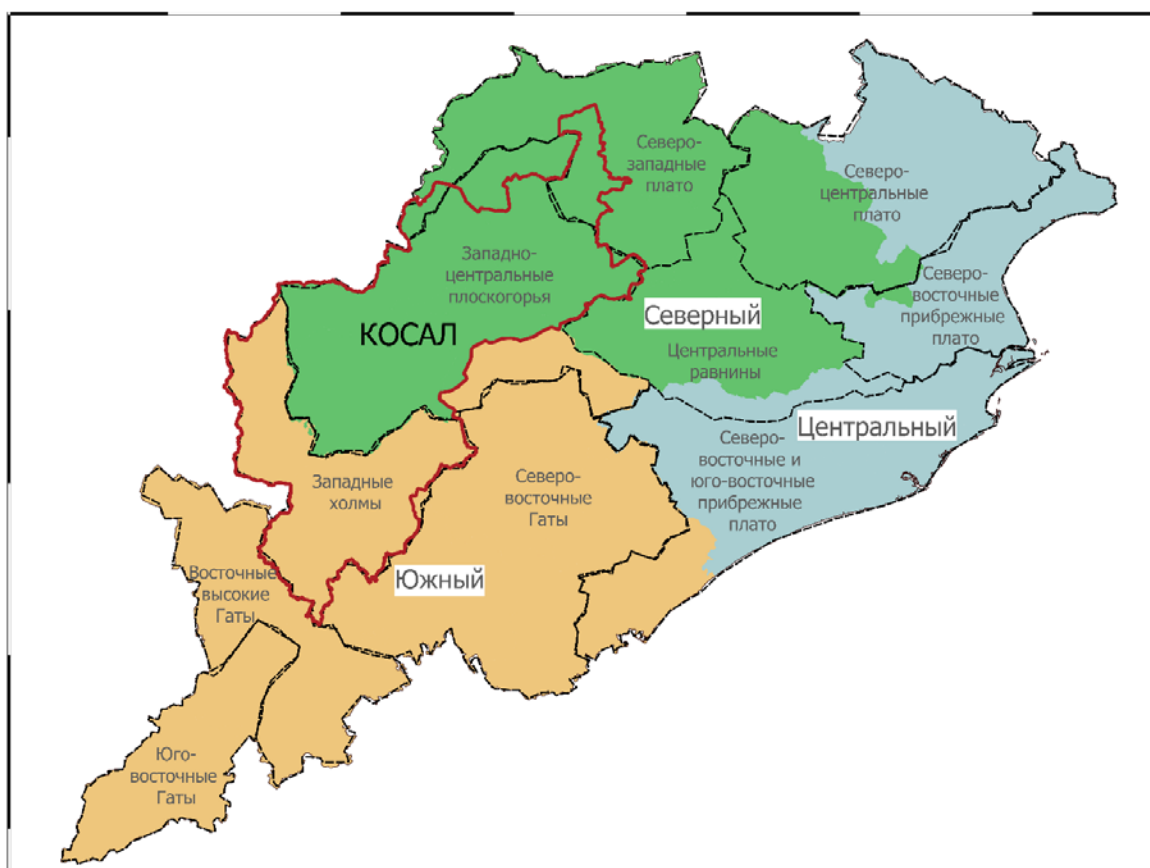 Северо-
западные
плато
Северо-
центральные
плато
Западно-
центральные
плоскогорья
Северо-
восточные
прибрежные
плато
Северный
КОСАЛ
Центральные
равнины
Центральный
Северо-
восточные и
юго-восточные
прибрежные
плато
Западные
холмы
Северо-
восточные
Гаты
Южный
Восточные
высокие
Гаты
Юго-
восточные
Гаты